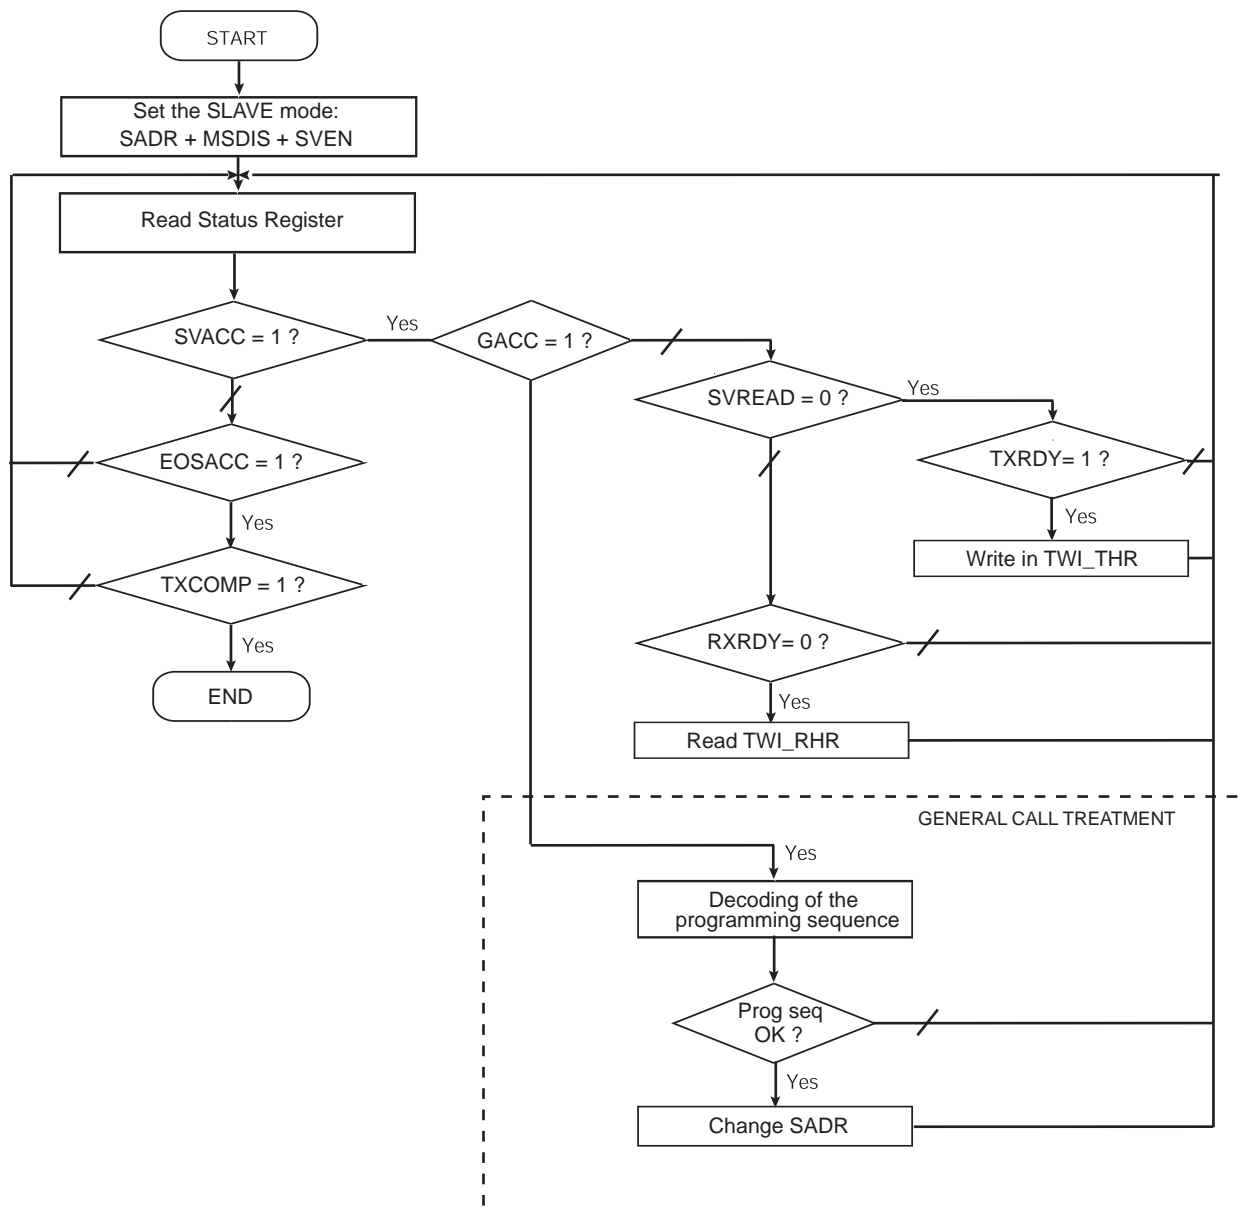 START
Set the SLAVE mode:
SADR + MSDIS + SVEN
Read Status Register
SVACC = 1 ?
Yes
GACC = 1 ?
SVREAD = 0 ?
Yes
EOSACC = 1 ?
TXRDY= 1 ?
Yes
Yes
Write in TWI_THR
TXCOMP = 1 ?
Yes
RXRDY= 0 ?
END
Yes
Read TWI_RHR
GENERAL CALL TREATMENT
Yes
Decoding of the
programming sequence
Prog seq
OK ?
Yes
Change SADR